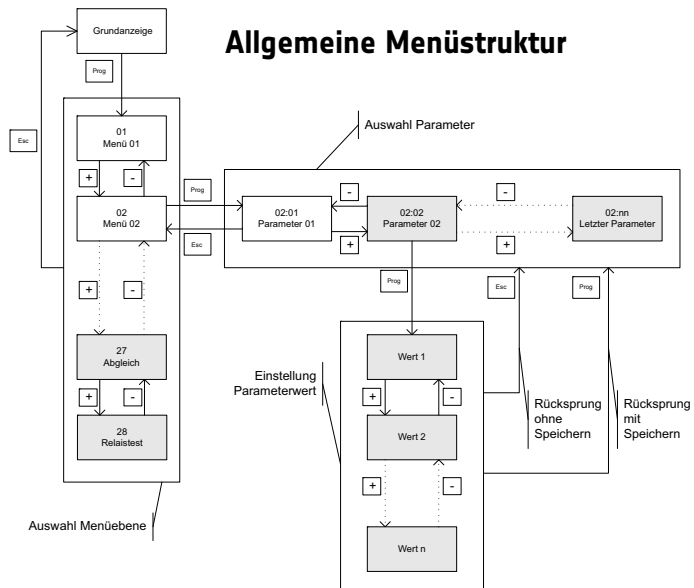 Allgemeine Menüstruktur
Grundanzeige
Prog
Esc
01
Menü 01
+
-
02
Menü 02
Prog
Esc
Auswahl Parameter
02:01
Parameter 01
-
+
02:02
Parameter 02
-
+
02:nn
Letzter Parameter
+
-
27
Abgleich
+
-
28
Relaistest
Auswahl Menüebene
Prog
Esc
Prog
Einstellung
Parameterwert
Wert 1
+
-
Wert 2
+
-
Wert n
Rücksprung
ohne
Speichern
Rücksprung
mit
Speichern